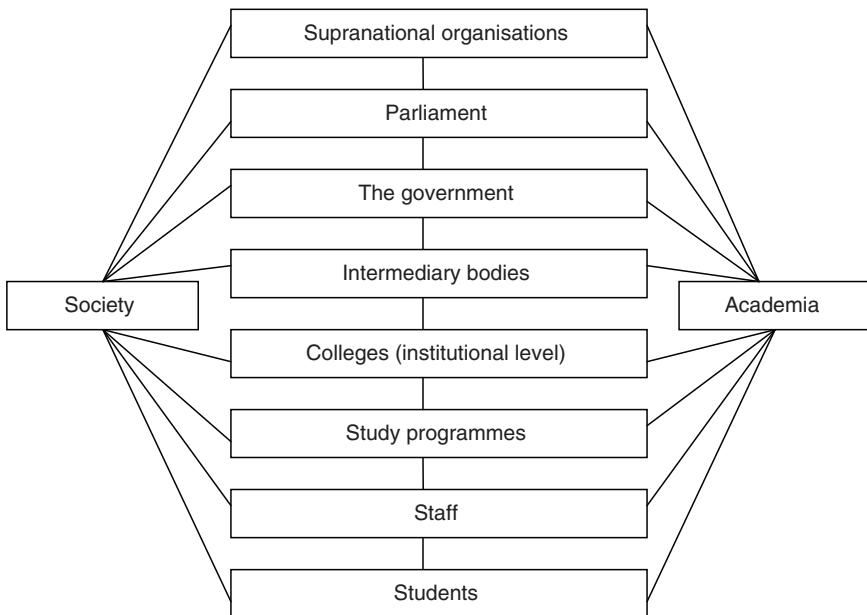 Supranational organisations
Parliament
The government
Intermediary bodies
Society
Academia
Colleges (institutional level)
Study programmes
Staff
Students